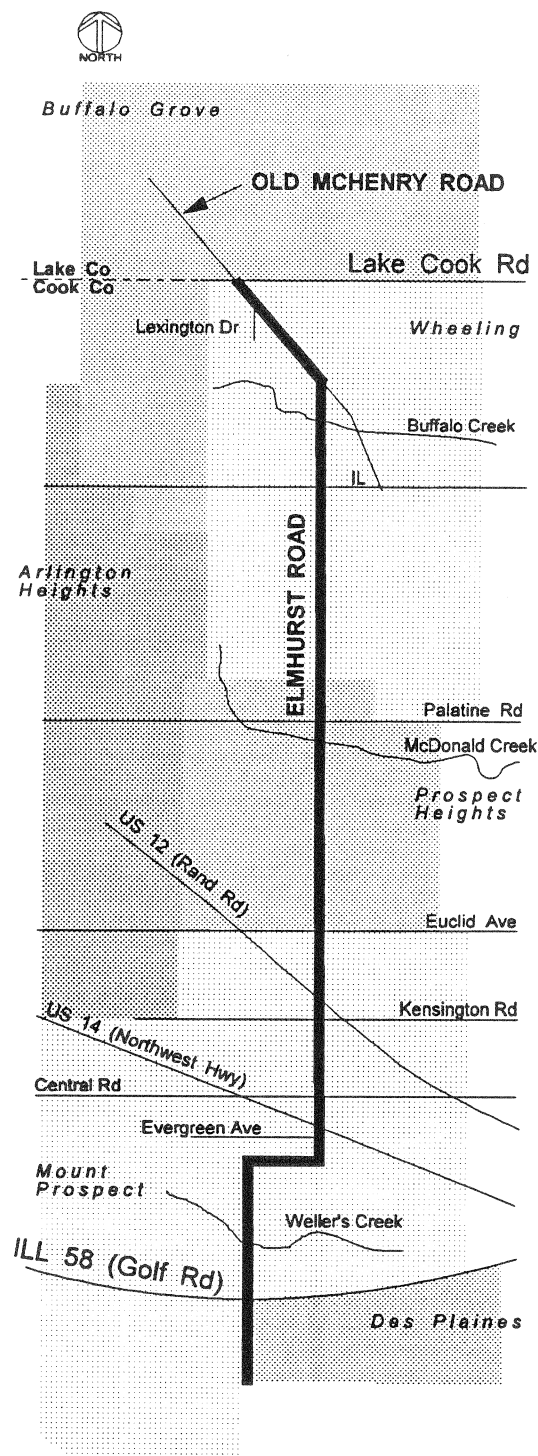 NORTH
Buffalo Grove
OLD MCHENRY ROAD
Lake Co
Cook Co
Lake Cook Rd
Lexington Dr
Wheeling
Buffalo Creek
IL
ELMHURST ROAD
Arlington
Heights
Palatine Rd
McDonald Creek
Prospect
Heights
US 12 (Rand Rd)
Euclid Ave
Kensington Rd
US 14 (Northwest Hwy)
Central Rd
Evergreen Ave
Mount
Prospect
Weller's Creek
ILL 58 (Golf Rd)
Des Plaines